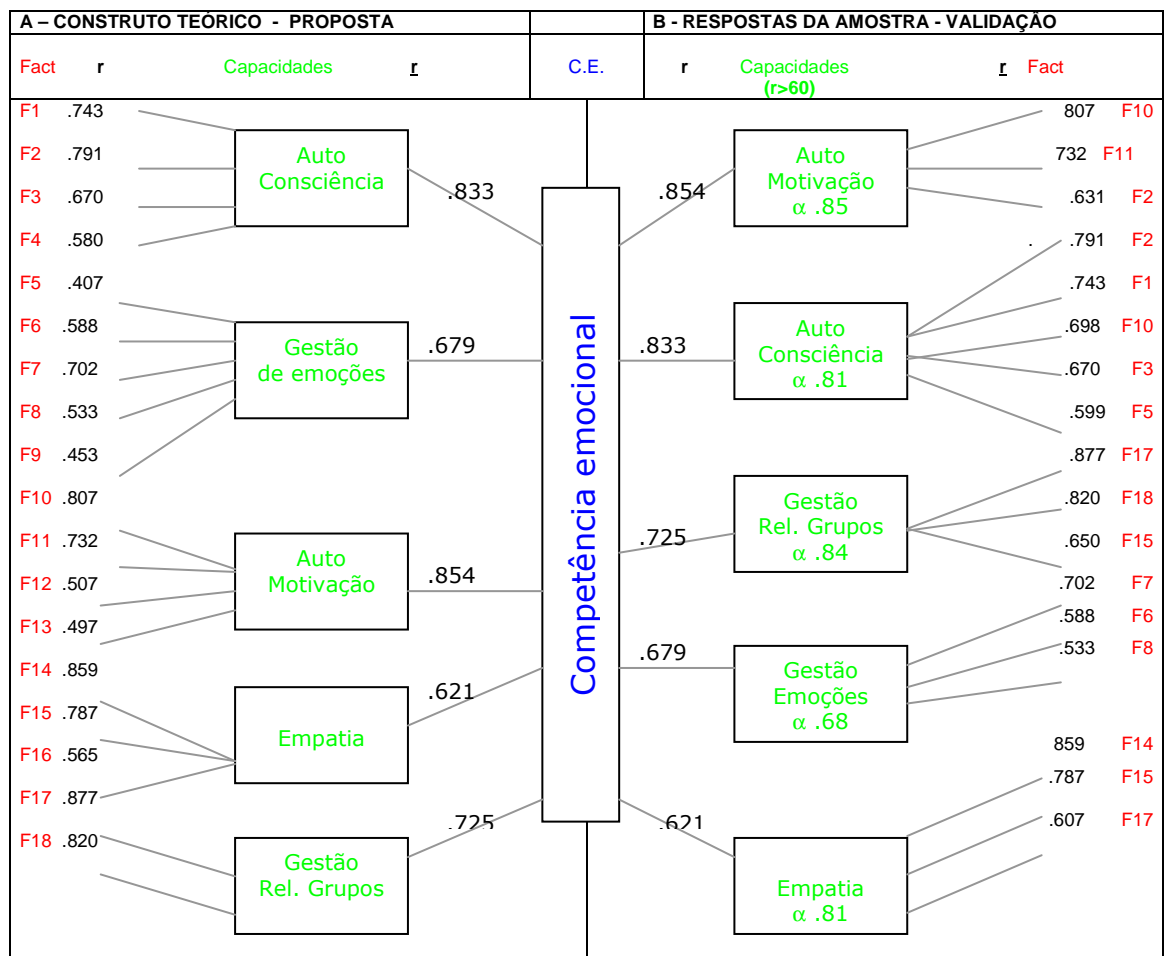 A – CONSTRUTO TEÓRICO - PROPOSTA
B - RESPOSTAS DA AMOSTRA - VALIDAÇÃO
Fact r Capacidades r
C.E.
r Capacidades r Fact
(r>60)
F1 .743
F2 .791
F3 .670
F4 .580
F5 .407
F6 .588
F7 .702
F8 .533
F9 .453
F10 .807
F11 .732
F12 .507
F13 .497
F14 .859
F15 .787
F16 .565
F17 .877
F18 .820
Auto
Consciência
Gestão
de emoções
Auto
Motivação
Empatia
Gestão
Rel. Grupos
.833
.679
.854
.621
.725
Competência emocional
.854
.833
.725
.679
.621
Auto
Motivação
α .85
Auto
Consciência
α .81
Gestão
Rel. Grupos
α .84
Gestão
Emoções
α .68
Empatia
α .81
807 F10
732 F11
.631 F2
. .791 F2
.743 F1
.698 F10
.670 F3
.599 F5
.877 F17
.820 F18
.650 F15
.702 F7
.588 F6
.533 F8
859 F14
.787 F15
.607 F17